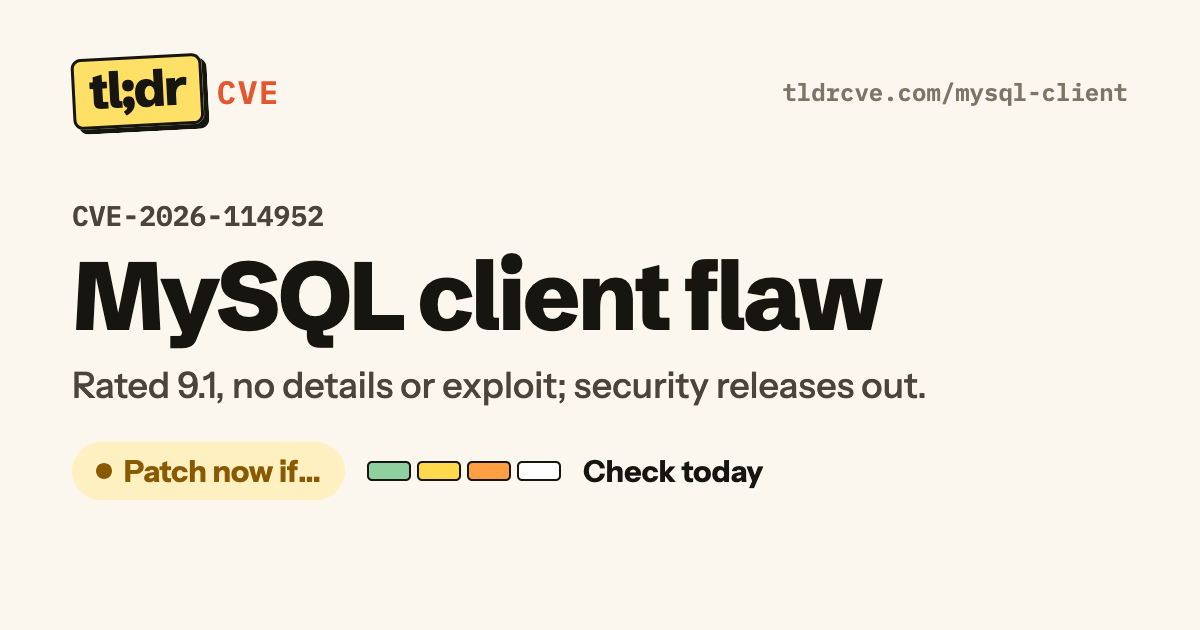 tl;dr CVE
tldrcve.com/mysql-client
CVE-2026-114952
MySQL client flaw
Rated 9.1, no details or exploit; security releases out.
Patch now if...
Check today